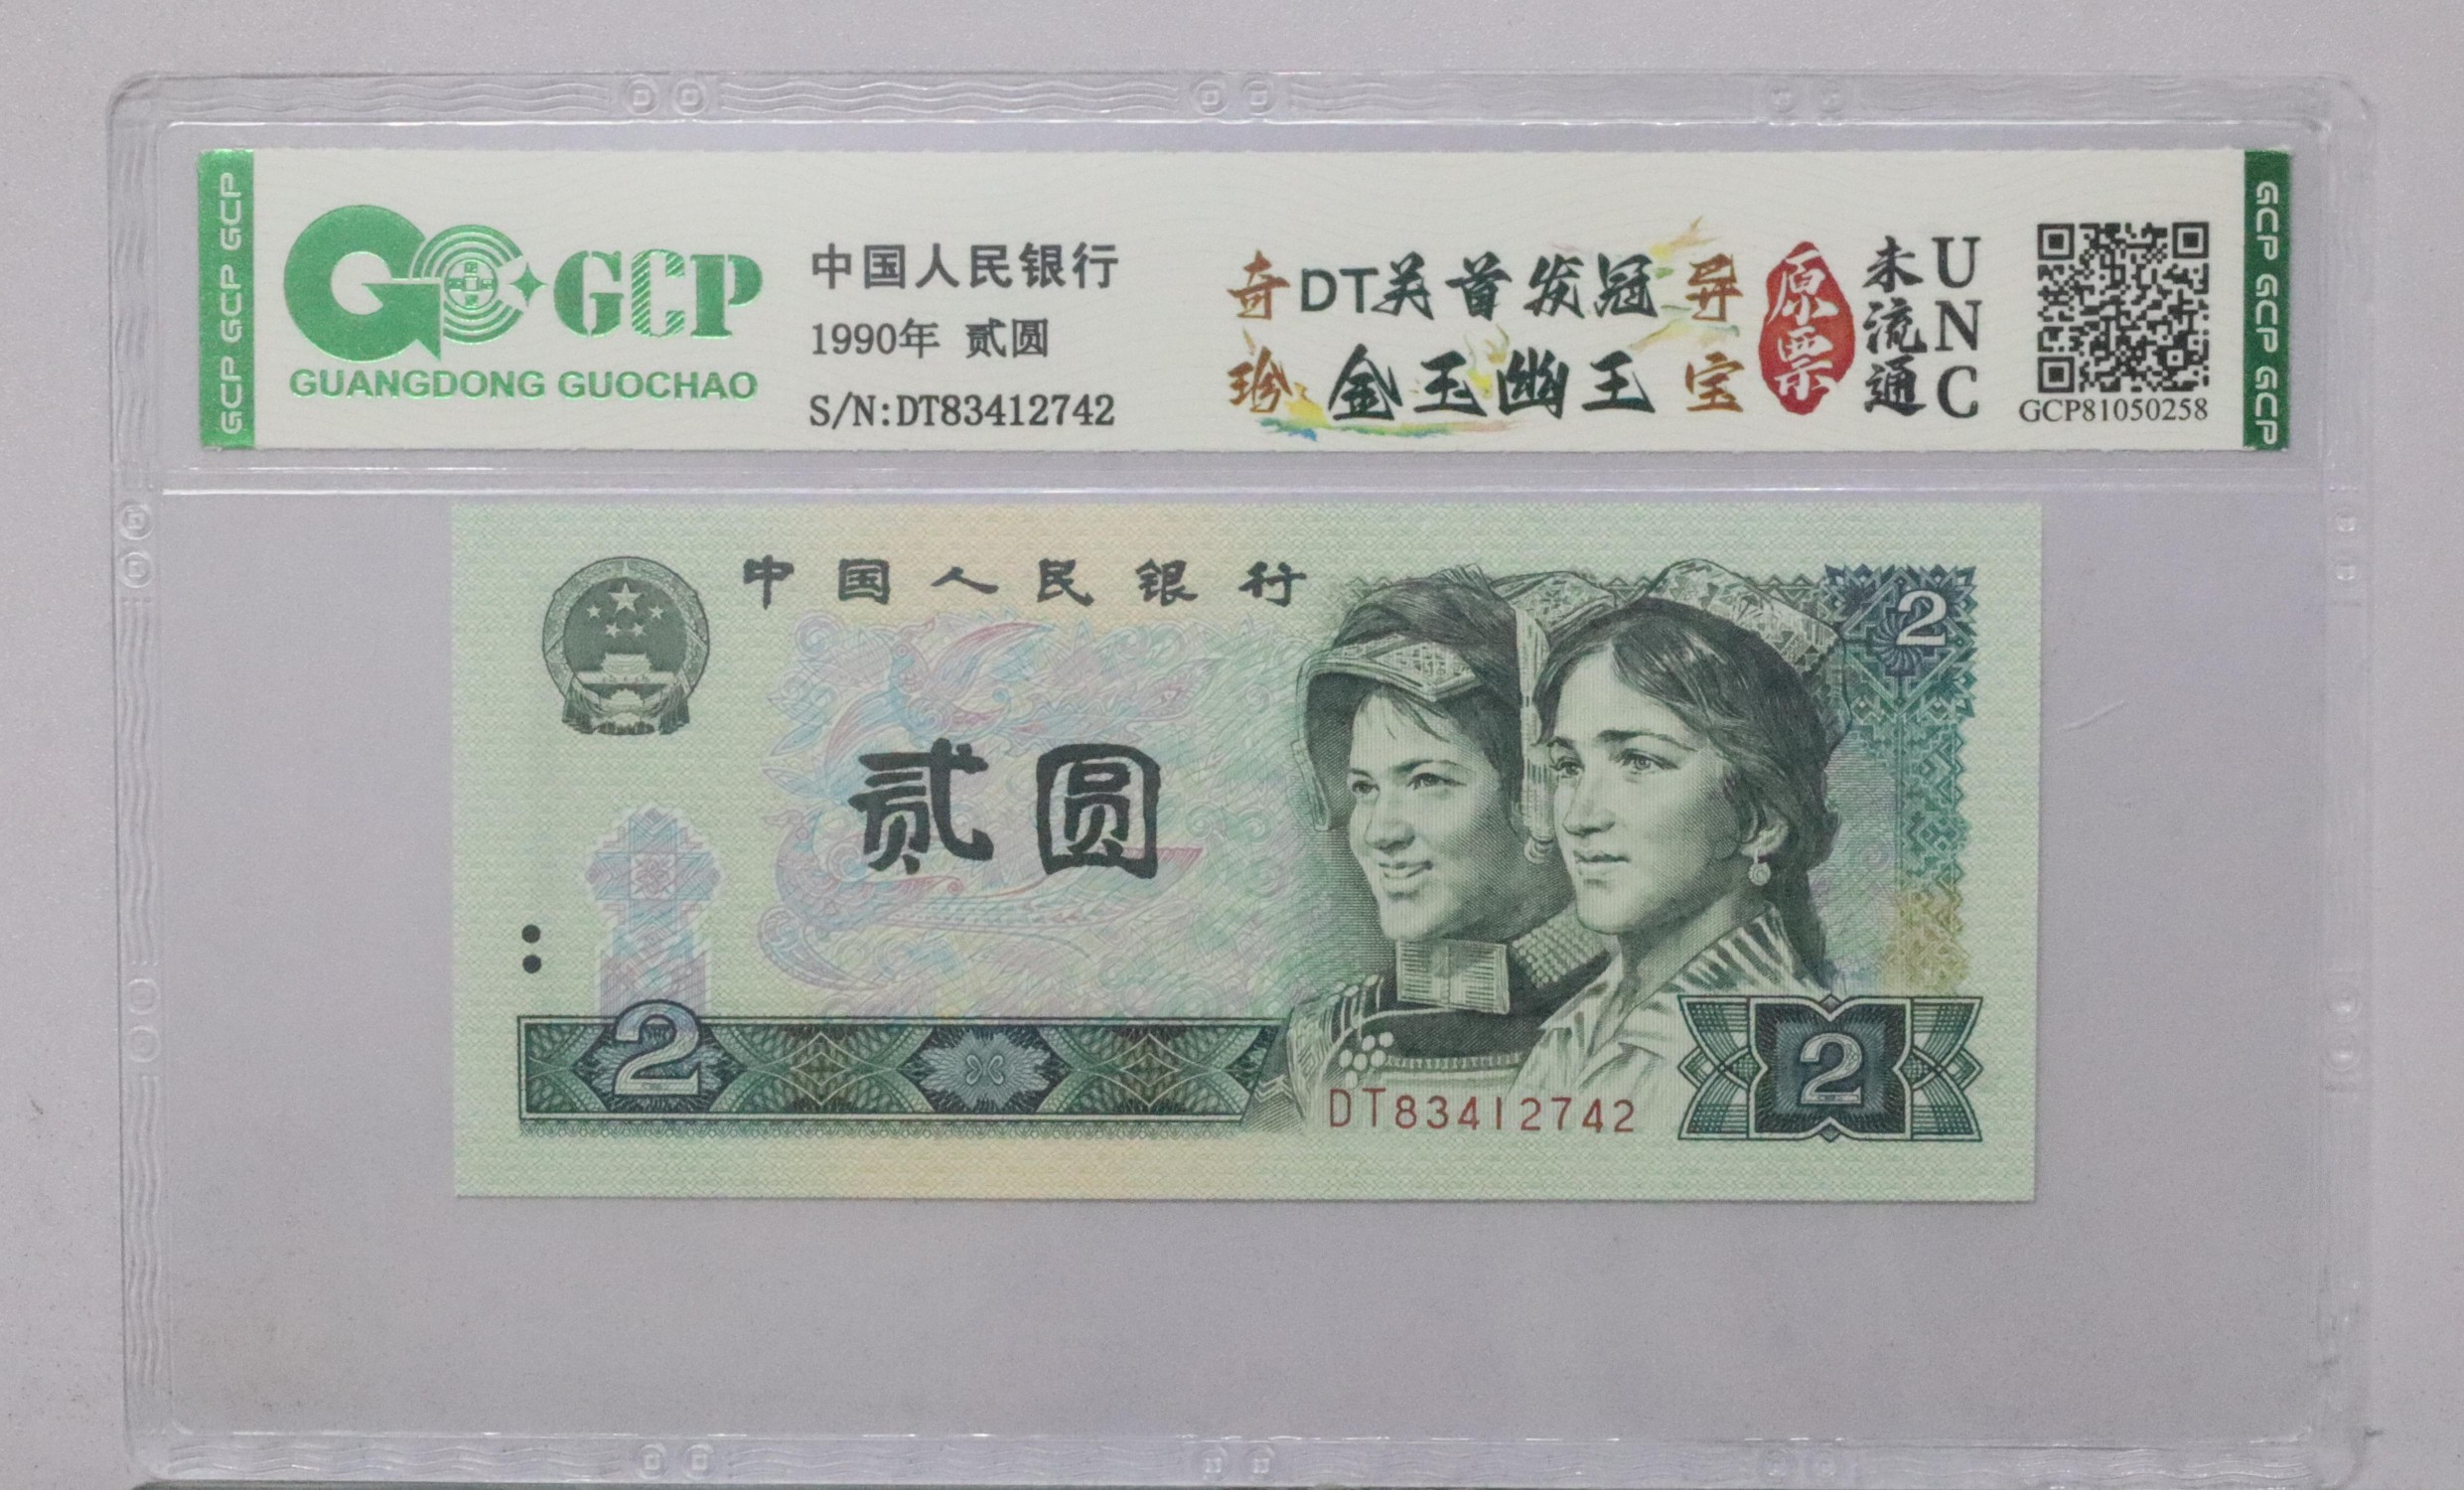 GCP GCP GCP
GCP
GUANGDONG GUOCHAO
中国人民银行
1990年 贰圆
S/N:DT83412742
奇 DT关首发冠 异
珍 金玉幽王 宝
原票
未流通
UNC
GCP81050258
GCP GCP GCP
中国人民银行
2
贰圆
2
DT83412742
2